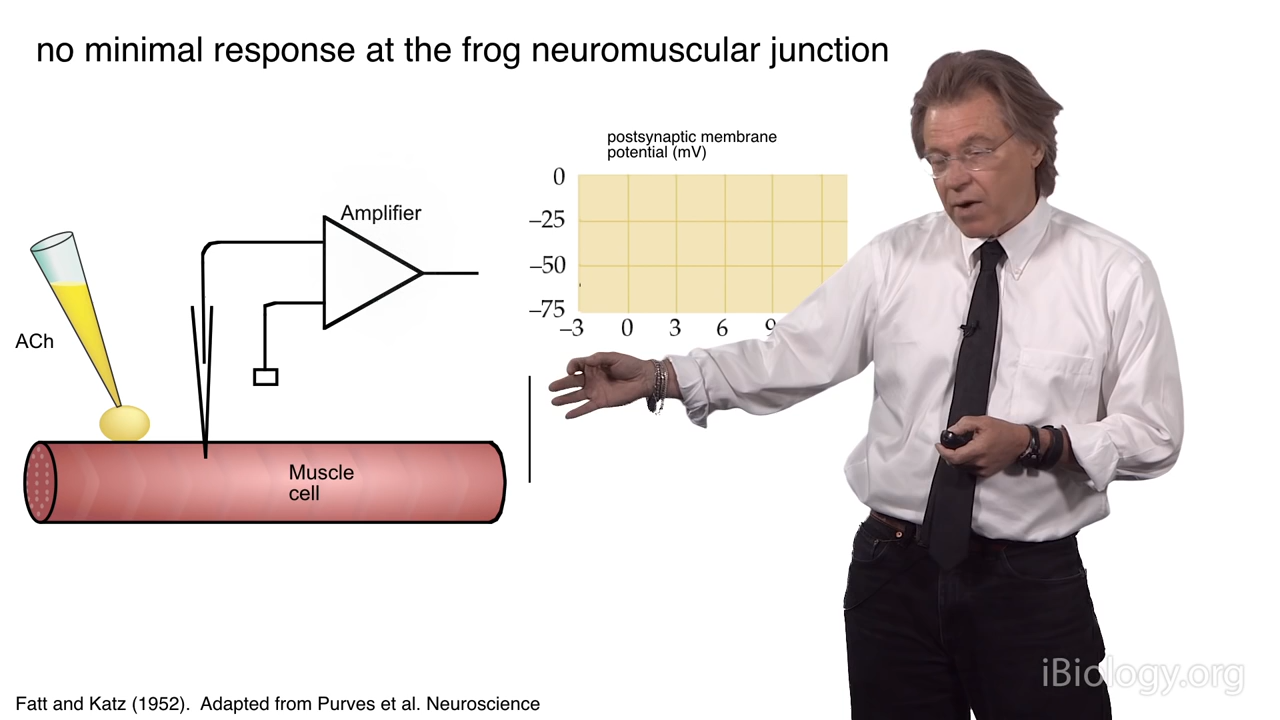 no minimal response at the frog neuromuscular junction
postsynaptic membrane
potential (mV)
0
–25
–50
–75
–3 0 3 6 9
Amplifier
ACh
Muscle
cell
iBiology.org
Fatt and Katz (1952). Adapted from Purves et al. Neuroscience